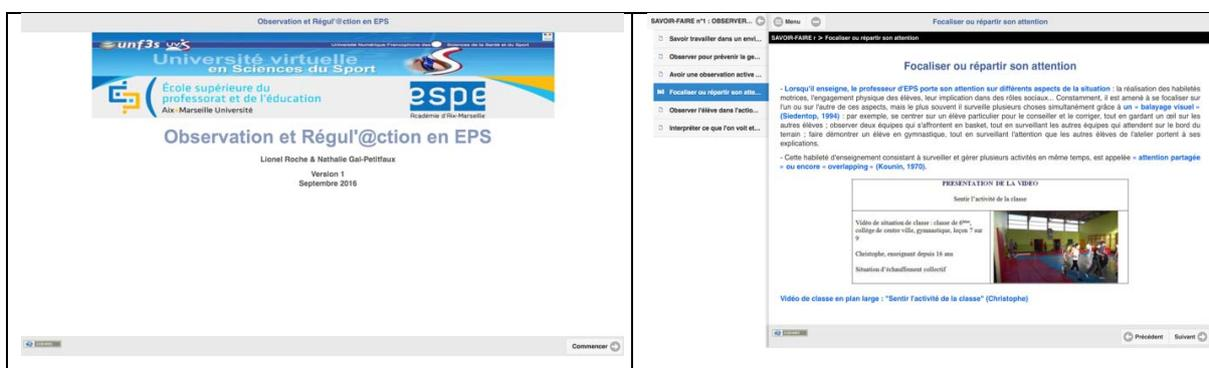 Observation et Régul'@ction en EPS
unf3s uvs
Université Numérique Francophone des Sciences de la Santé et du Sport
Université virtuelle
en Sciences du Sport
École supérieure du
professorat et de l'éducation
Aix-Marseille Université
espe
Académie d'Aix-Marseille
Observation et Régul'@ction en EPS
Lionel Roche & Nathalie Gal-Petitfaux
Version 1
Septembre 2016
Commencer
SAVOIR-FAIRE n°1 : OBSERVER...
Menu
Focaliser ou répartir son attention
Savoir travailler dans un envi...
Observer pour prévenir la ge...
Avoir une observation active ...
Focaliser ou répartir son atte...
Observer l'élève dans l'actio...
Interpréter ce que l'on voit et...
SAVOIR-FAIRE r > Focaliser ou répartir son attention
Focaliser ou répartir son attention
- Lorsqu'il enseigne, le professeur d'EPS porte son attention sur différents aspects de la situation : la réalisation des habiletés
motrices, l'engagement physique des élèves, leur implication dans des rôles sociaux... Constamment, il est amené à se focaliser sur
l'un ou sur l'autre de ces aspects, mais le plus souvent il surveille plusieurs choses simultanément grâce à un « balayage visuel »
(Siedentop, 1994) : par exemple, se centrer sur un élève particulier pour le conseiller et le corriger, tout en gardant un œil sur les
autres élèves ; observer deux équipes qui s'affrontent en basket, tout en surveillant les autres équipes qui attendent sur le bord du
terrain ; faire démontrer un élève en gymnastique, tout en surveillant l'attention que les autres élèves de l'atelier portent à ses
explications.
- Cette habileté d'enseignement consistant à surveiller et gérer plusieurs activités en même temps, est appelée « attention partagée
» ou encore « overlapping » (Kounin, 1970).
PRESENTATION DE LA VIDEO
Sentir l'activité de la classe
Vidéo de situation de classe : classe de 6ème,
collège de centre ville, gymnastique, leçon 7 sur
9
Christophe, enseignant depuis 16 ans
Situation d'échauffement collectif
Vidéo de classe en plan large : "Sentir l'activité de la classe" (Christophe)
Précédent
Suivant